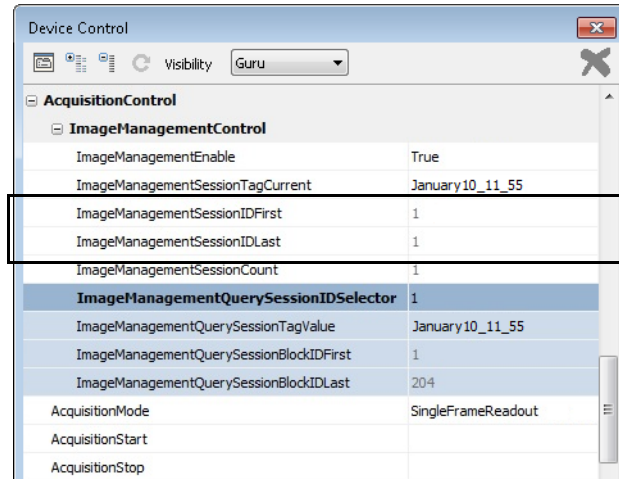 Device Control
Visibility Guru
AcquisitionControl
ImageManagementControl
ImageManagementEnable True
ImageManagementSessionTagCurrent January10_11_55
ImageManagementSessionIDFirst 1
ImageManagementSessionIDLast 1
ImageManagementSessionCount 1
ImageManagementQuerySessionIDSelector 1
ImageManagementQuerySessionTagValue January10_11_55
ImageManagementQuerySessionBlockIDFirst 1
ImageManagementQuerySessionBlockIDLast 204
AcquisitionMode SingleFrameReadout
AcquisitionStart
AcquisitionStop